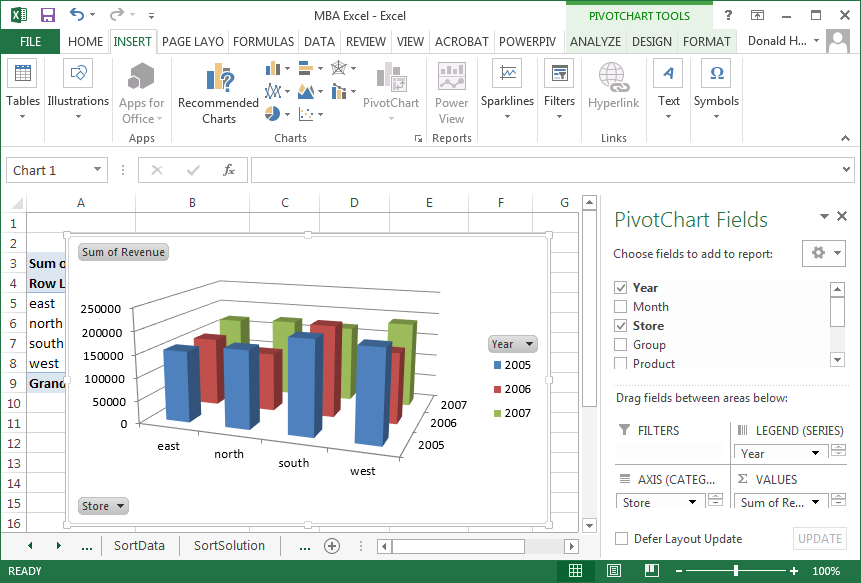 MBA Excel - Excel
PIVOTCHART TOOLS
?
FILE HOME INSERT PAGE LAYO FORMULAS DATA REVIEW VIEW ACROBAT POWERPIV ANALYZE DESIGN FORMAT Donald H...
Tables Illustrations Apps for Office Recommended Charts PivotChart Power View Sparklines Filters Hyperlink Text Symbols
Apps Charts Reports Links
Chart 1 fx
A B C D E F G
1
2
3 Sum o
4 Row L
5 east
6 north
7 south
8 west
9 Grand
10
11
12
13
14
15
16
Sum of Revenue
250000
200000
150000
100000
50000
0
east north south west
2005 2006 2007
Year
2005
2006
2007
Store
PivotChart Fields
Choose fields to add to report:
Year
Month
Store
Group
Product
Drag fields between areas below:
FILTERS LEGEND (SERIES)
Year
AXIS (CATEG... Σ VALUES
Store Sum of Re...
Defer Layout Update UPDATE
... SortData SortSolution ...
READY 100%